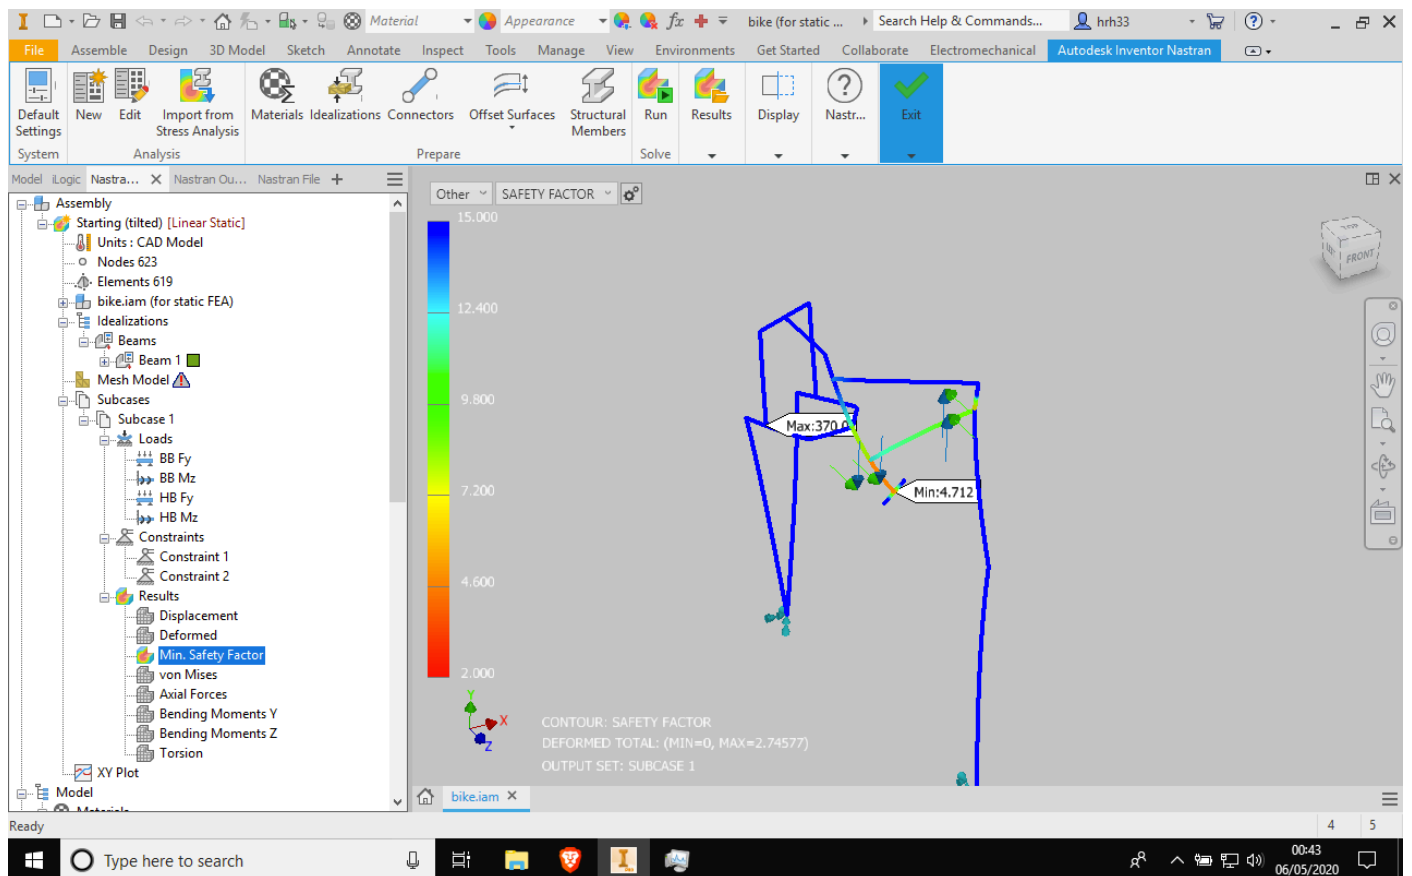 Material
Appearance
fx
bike (for static ...
Search Help & Commands...
hrh33
File Assemble Design 3D Model Sketch Annotate Inspect Tools Manage View Environments Get Started Collaborate Electromechanical Autodesk Inventor Nastran
Default Settings
New
Edit
Import from Stress Analysis
Materials
Idealizations
Connectors
Offset Surfaces
Structural Members
Run
Results
Display
Nastr...
Exit
System Analysis Prepare Solve
Model iLogic Nastra... X Nastran Ou... Nastran File +
Assembly
Starting (tilted) [Linear Static]
Units : CAD Model
Nodes 623
Elements 619
bike.iam (for static FEA)
Idealizations
Beams
Beam 1
Mesh Model
Subcases
Subcase 1
Loads
BB Fy
BB Mz
HB Fy
HB Mz
Constraints
Constraint 1
Constraint 2
Results
Displacement
Deformed
Min. Safety Factor
von Mises
Axial Forces
Bending Moments Y
Bending Moments Z
Torsion
XY Plot
Model
Materials
Other SAFETY FACTOR
15.000
12.400
9.800
7.200
4.600
2.000
Max:370.0
Min:4.712
TOP
FRONT
Y
X
Z
CONTOUR: SAFETY FACTOR
DEFORMED TOTAL: (MIN=0, MAX=2.74577)
OUTPUT SET: SUBCASE 1
bike.iam X
Ready
4 5
Type here to search
00:43
06/05/2020